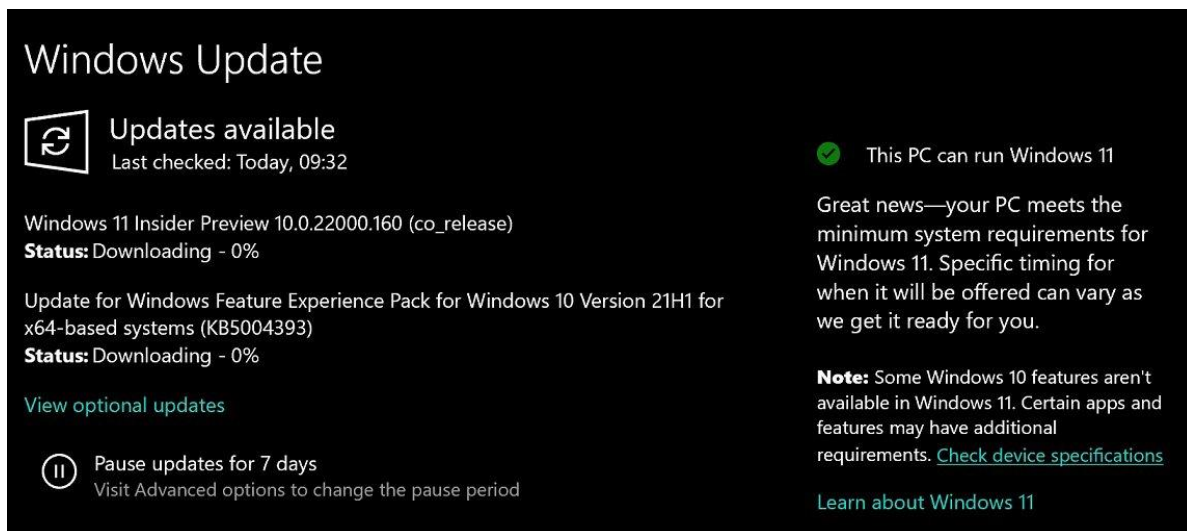 Windows Update
Updates available
Last checked: Today, 09:32
Windows 11 Insider Preview 10.0.22000.160 (co_release)
Status: Downloading - 0%
Update for Windows Feature Experience Pack for Windows 10 Version 21H1 for
x64-based systems (KB5004393)
Status: Downloading - 0%
View optional updates
Pause updates for 7 days
Visit Advanced options to change the pause period
This PC can run Windows 11
Great news—your PC meets the
minimum system requirements for
Windows 11. Specific timing for
when it will be offered can vary as
we get it ready for you.
Note: Some Windows 10 features aren't
available in Windows 11. Certain apps and
features may have additional
requirements. Check device specifications
Learn about Windows 11